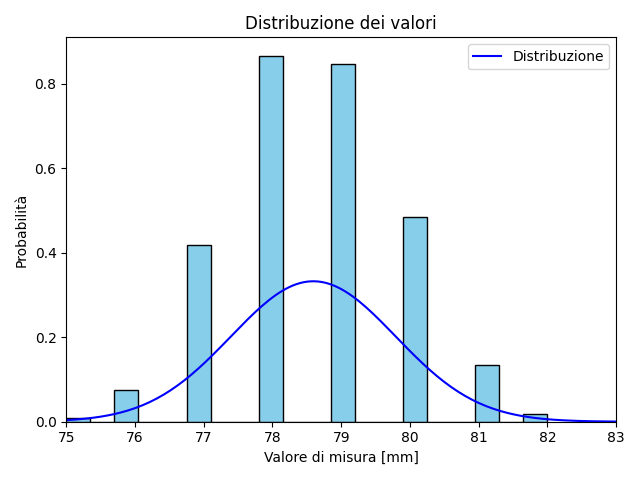 Distribuzione dei valori
Distribuzione
0.8
0.6
0.4
0.2
0.0
Probabilità
75 76 77 78 79 80 81 82 83
Valore di misura [mm]